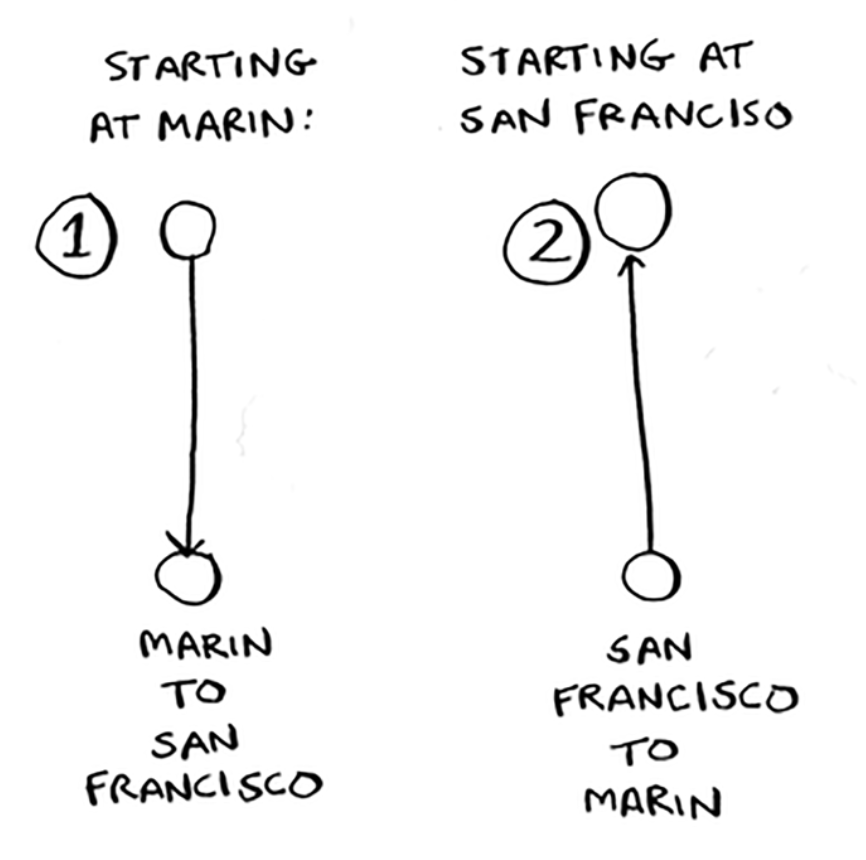 STARTING
AT MARIN:
1
MARIN
TO
SAN
FRANCISCO
STARTING AT
SAN FRANCISO
2
SAN
FRANCISCO
TO
MARIN